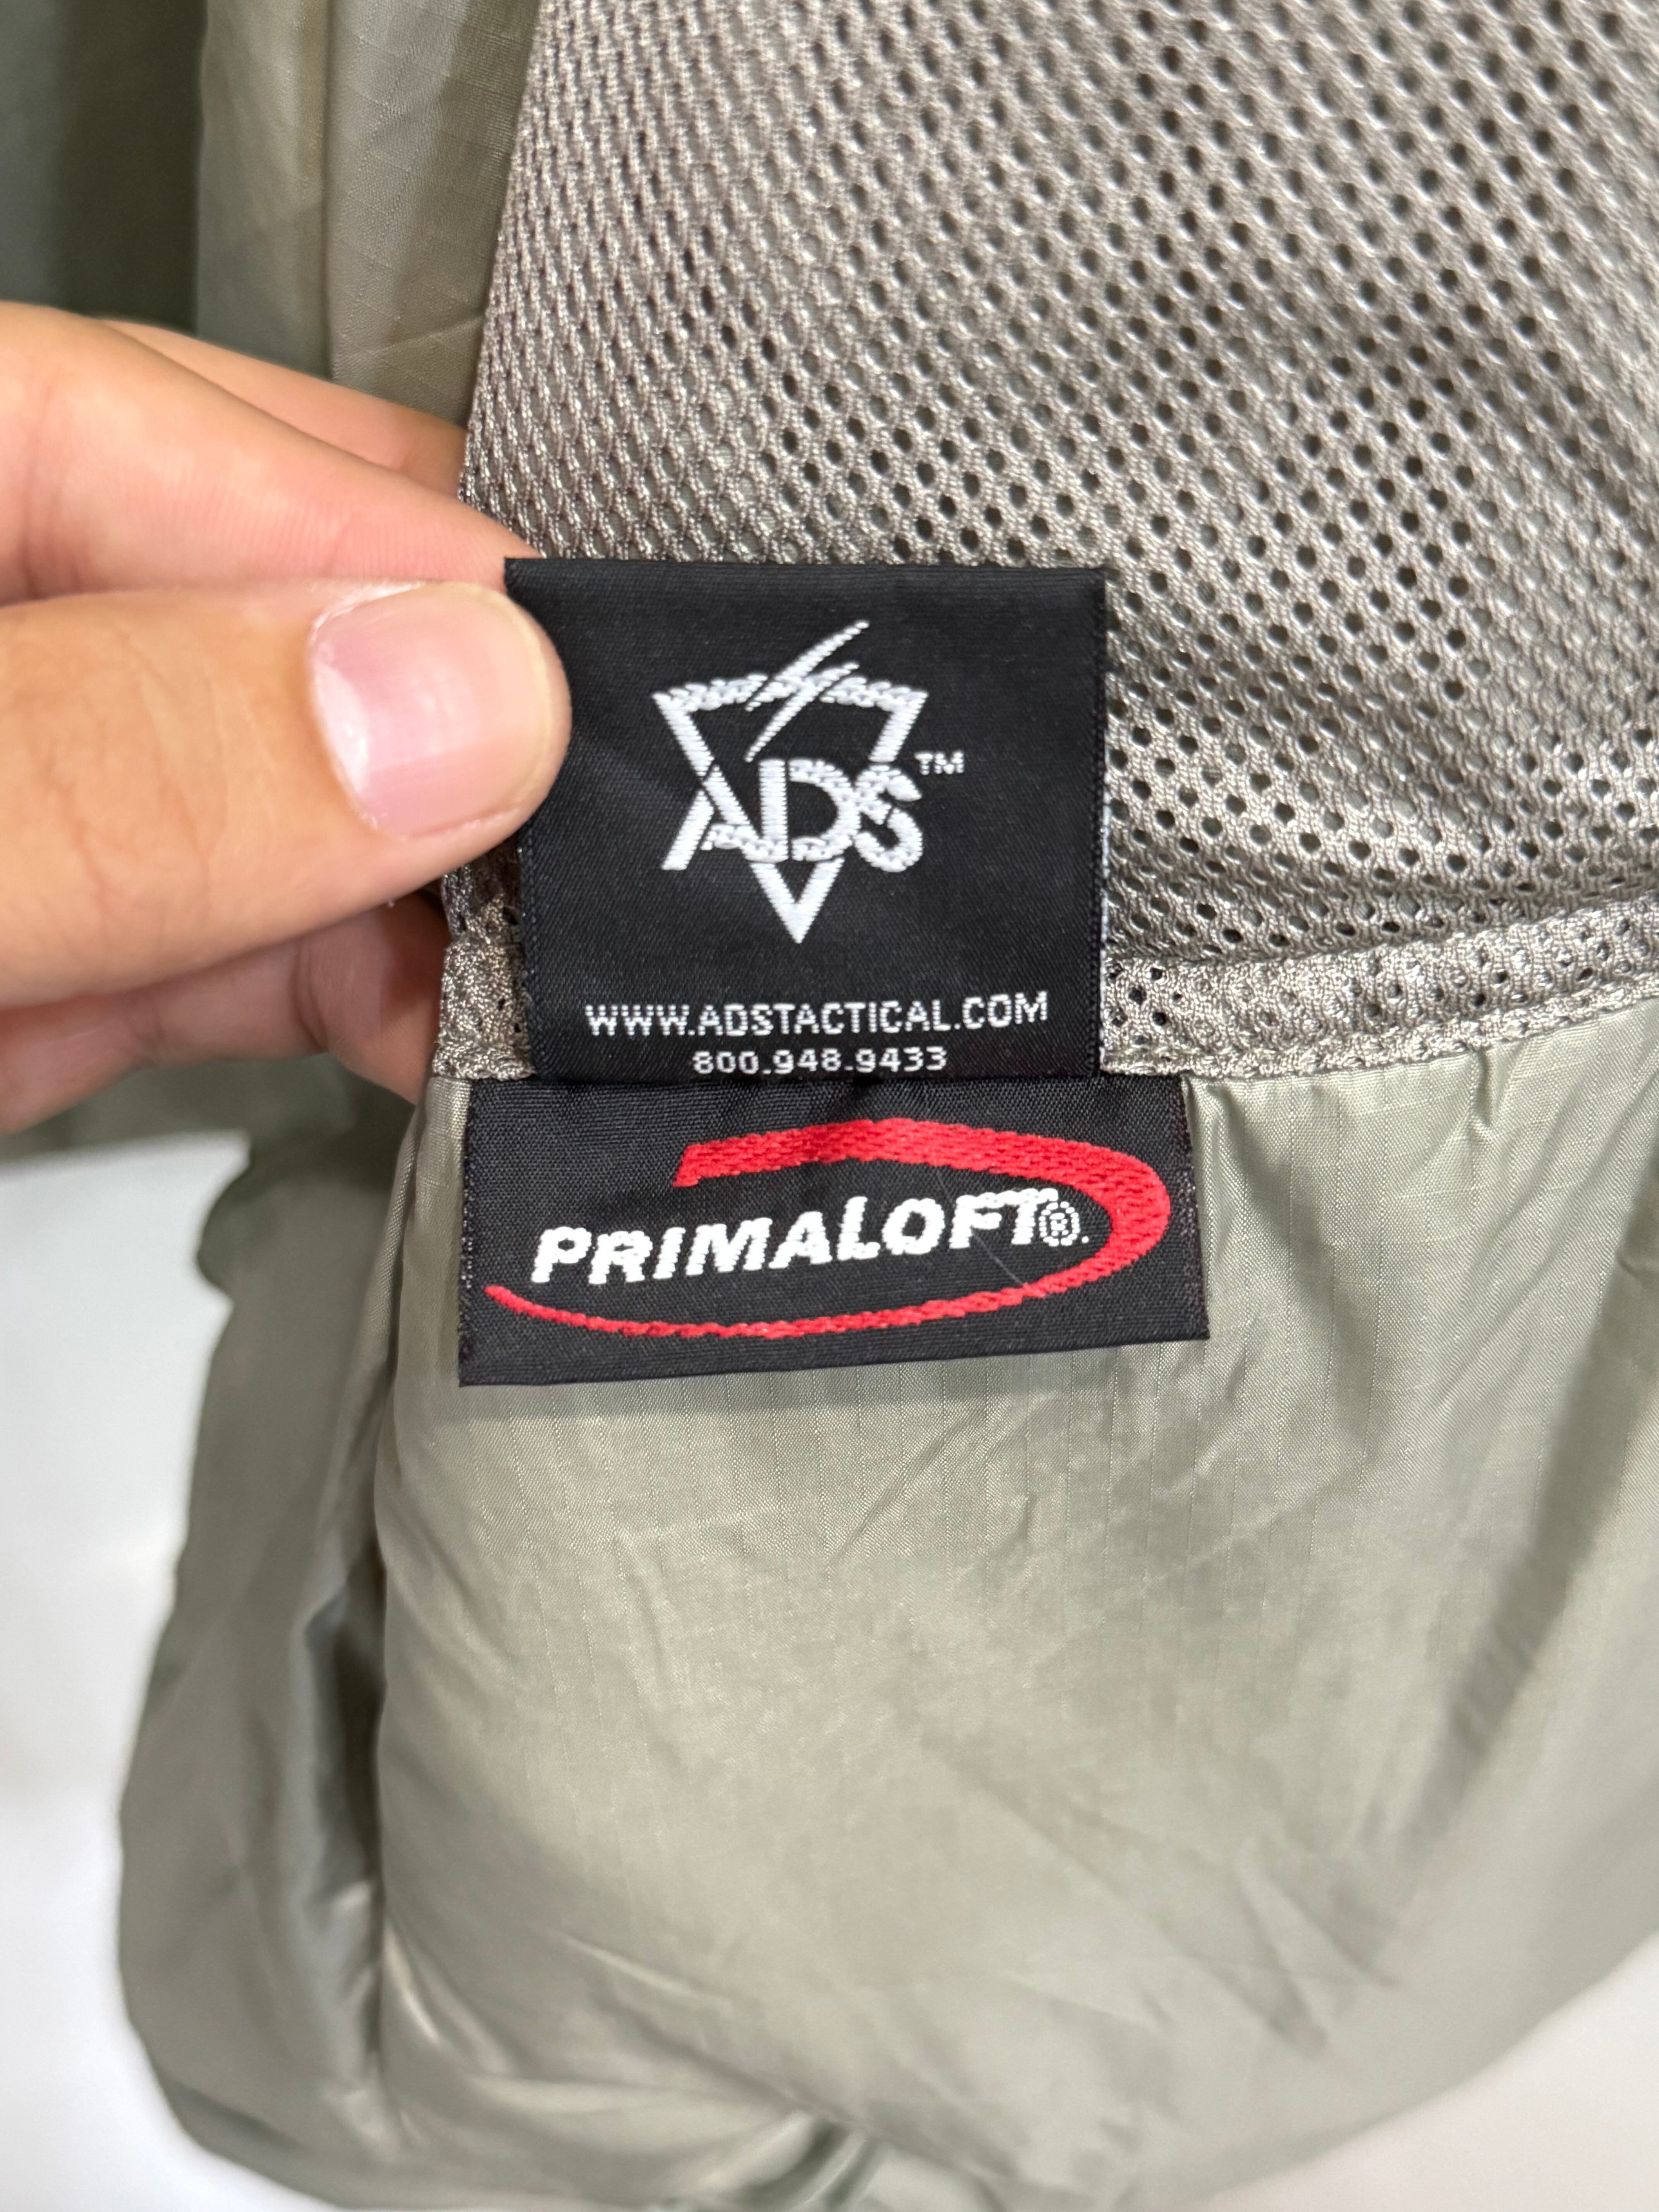 ADS™
WWW.ADSTACTICAL.COM
800.948.9433
PRIMALOFT®.